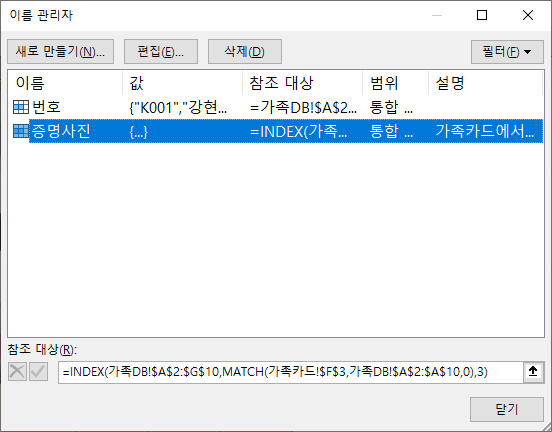 이름 관리자
새로 만들기(N)... 편집(E)... 삭제(D) 필터(F)
이름 값 참조 대상 범위 설명
번호 {"K001","강현... =가족DB!$A$2... 통합 ...
증명사진 {...} =INDEX(가족... 통합 ... 가족카드에서...
참조 대상(R):
=INDEX(가족DB!$A$2:$G$10,MATCH(가족카드!$F$3,가족DB!$A$2:$A$10,0),3)
닫기